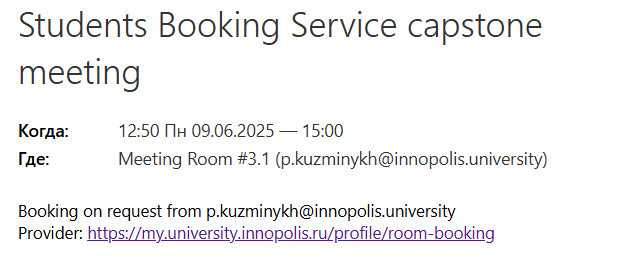 Students Booking Service capstone
meeting
Когда: 12:50 Пн 09.06.2025 — 15:00
Где: Meeting Room #3.1 (p.kuzminykh@innopolis.university)
Booking on request from p.kuzminykh@innopolis.university
Provider: https://my.university.innopolis.ru/profile/room-booking